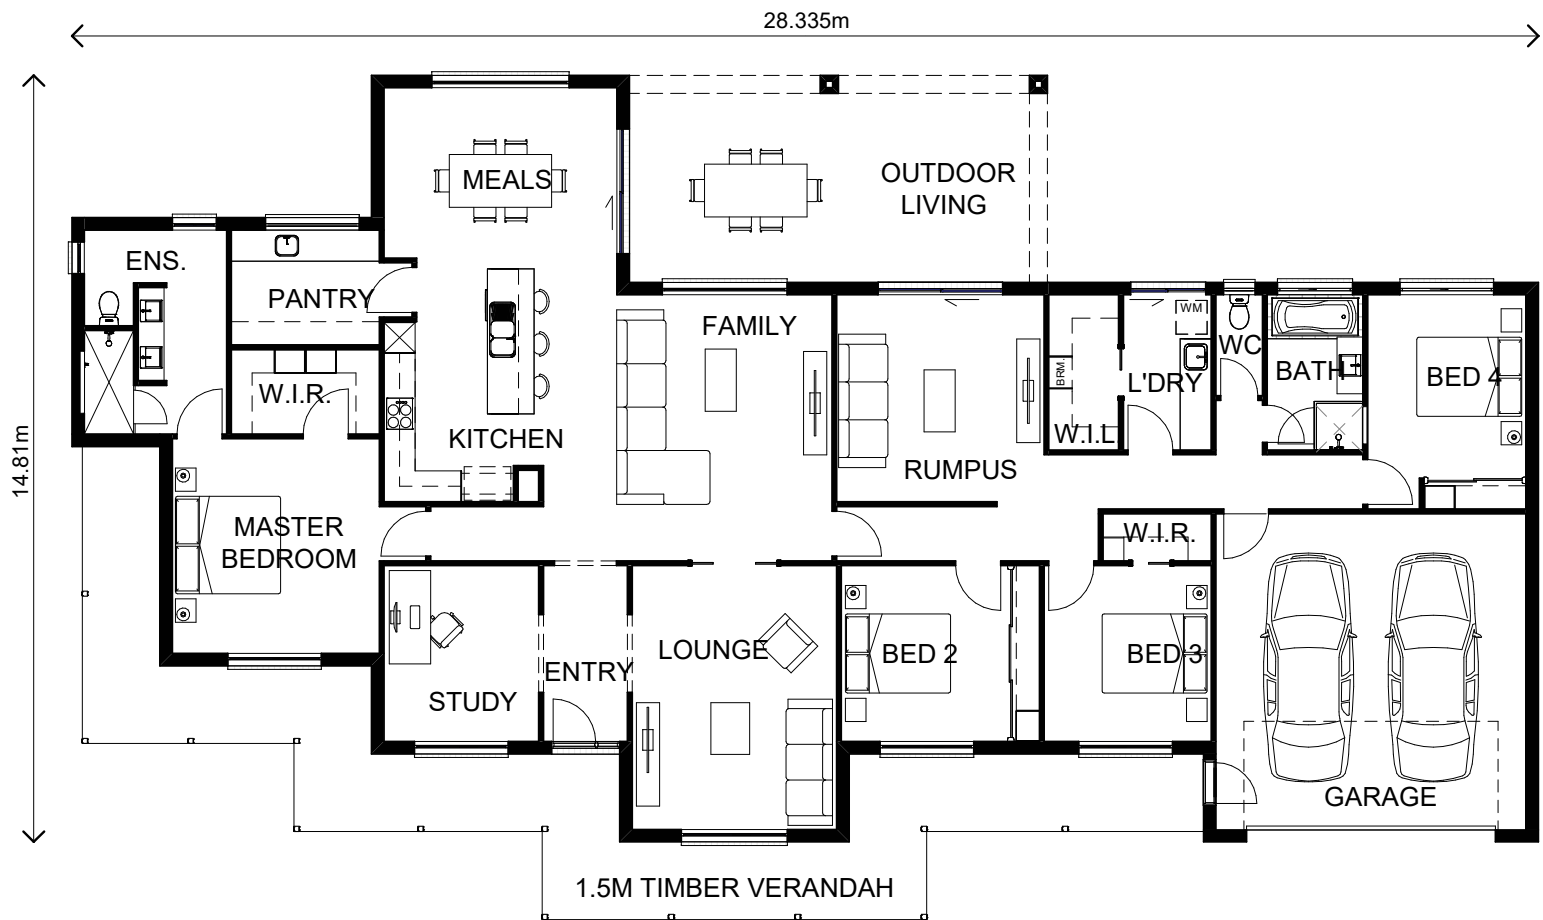 28.335m
14.81m
MEALS
OUTDOOR
LIVING
ENS.
PANTRY
FAMILY
WM
WC
BATH
BED 4
BRM.
L'DRY
W.I.R.
W.I.L.
KITCHEN
RUMPUS
MASTER
BEDROOM
W.I.R.
LOUNGE
BED 2
BED 3
ENTRY
STUDY
GARAGE
1.5M TIMBER VERANDAH